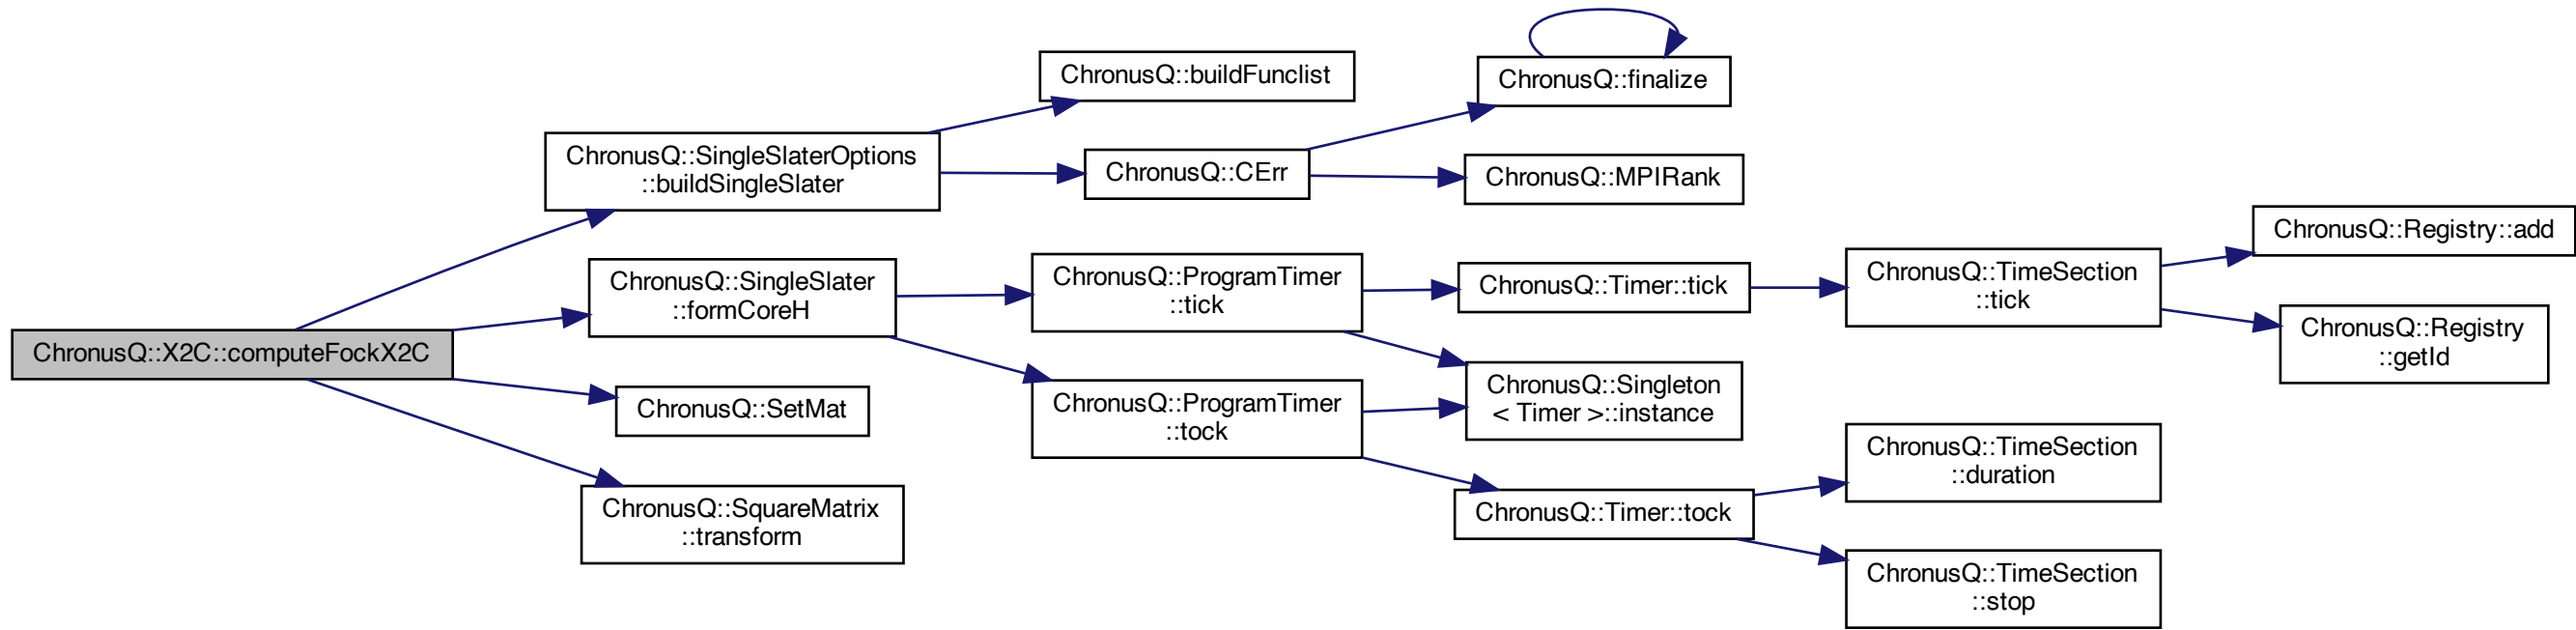 ChronusQ::X2C::computeFockX2C
ChronusQ::SingleSlaterOptions
::buildSingleSlater
ChronusQ::buildFunclist
ChronusQ::CErr
ChronusQ::finalize
ChronusQ::MPIRank
ChronusQ::SingleSlater
::formCoreH
ChronusQ::ProgramTimer
::tick
ChronusQ::Timer::tick
ChronusQ::TimeSection
::tick
ChronusQ::Registry::add
ChronusQ::Registry
::getId
ChronusQ::Singleton
< Timer >::instance
ChronusQ::ProgramTimer
::tock
ChronusQ::Timer::tock
ChronusQ::TimeSection
::duration
ChronusQ::TimeSection
::stop
ChronusQ::SetMat
ChronusQ::SquareMatrix
::transform